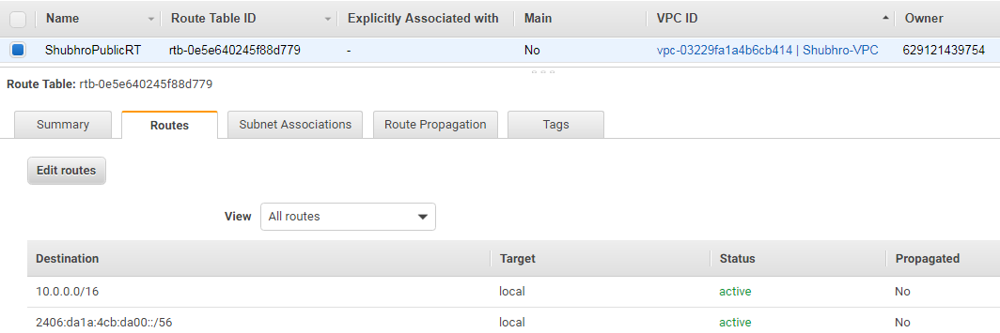 Name Route Table ID Explicitly Associated with Main VPC ID Owner
ShubhroPublicRT rtb-0e5e640245f88d779 - No vpc-03229fa1a4b6cb414 | Shubhro-VPC 629121439754
Route Table: rtb-0e5e640245f88d779
Summary Routes Subnet Associations Route Propagation Tags
Edit routes
View All routes
Destination Target Status Propagated
10.0.0.0/16 local active No
2406:da1a:4cb:da00::/56 local active No